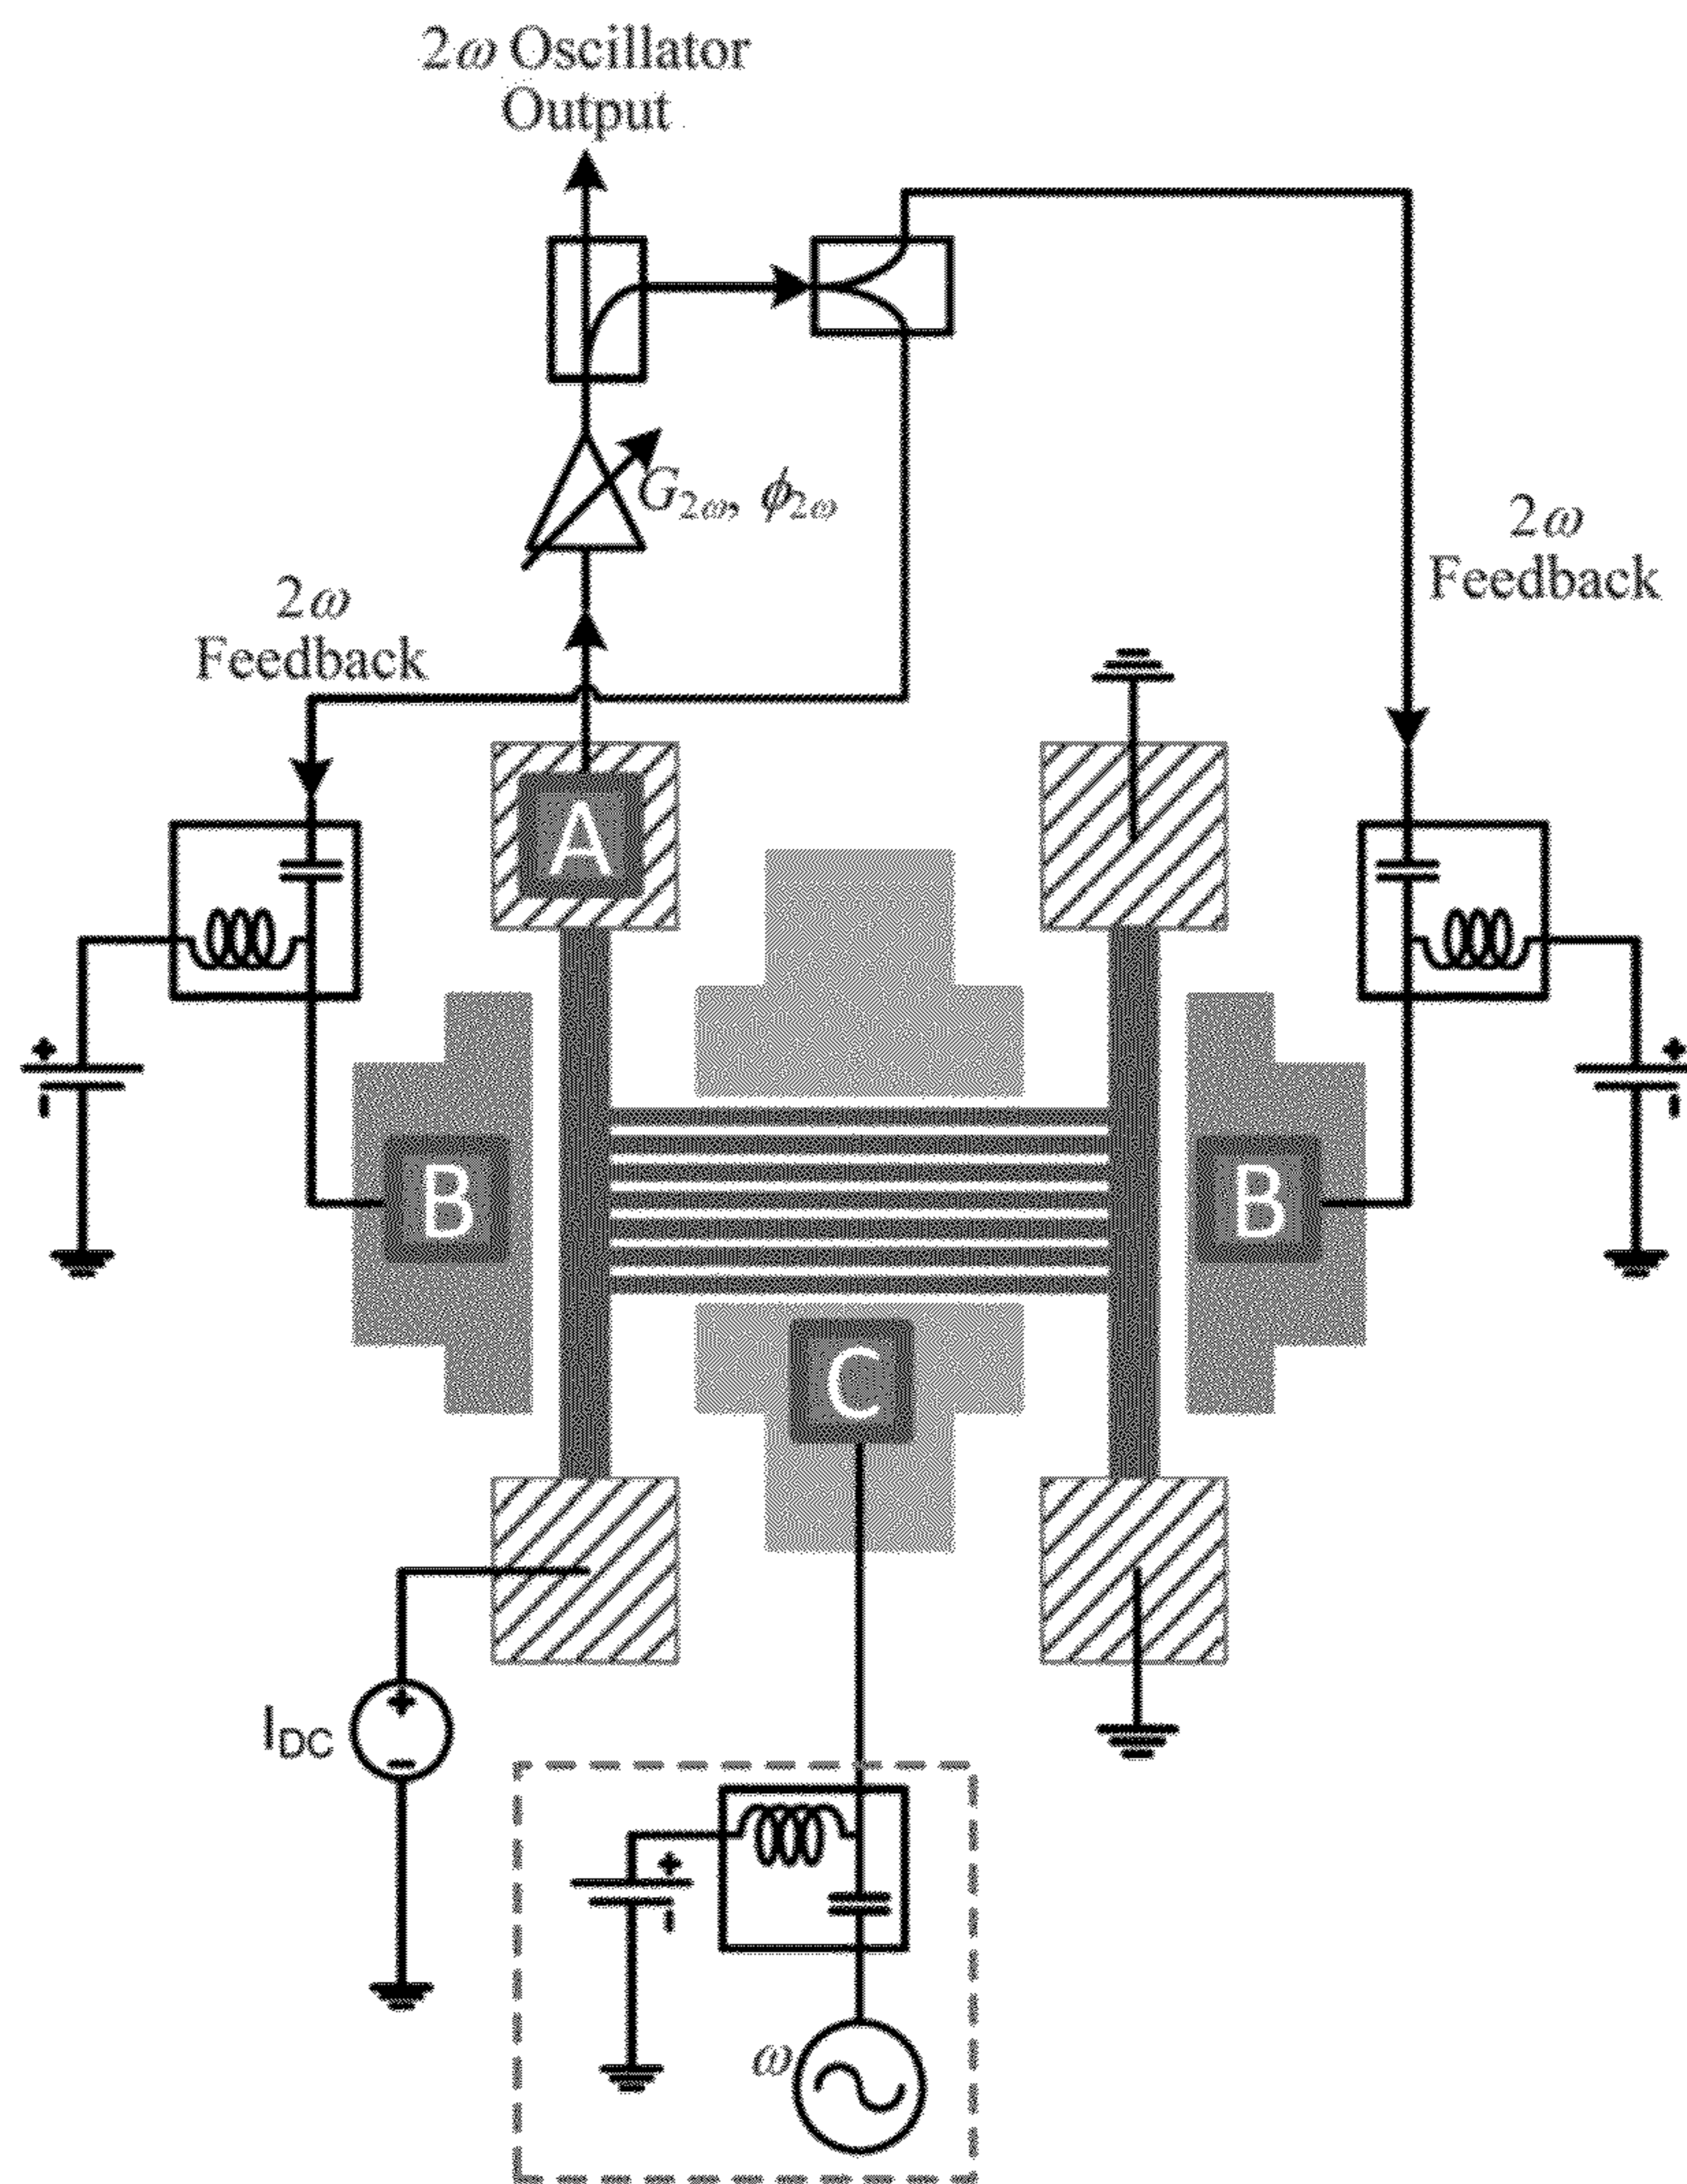 2ω Oscillator
Output
G2ω, ϕ2ω
2ω
Feedback
2ω
Feedback
A
+
-
B
B
+
-
C
IDC
+
-
+
-
ω